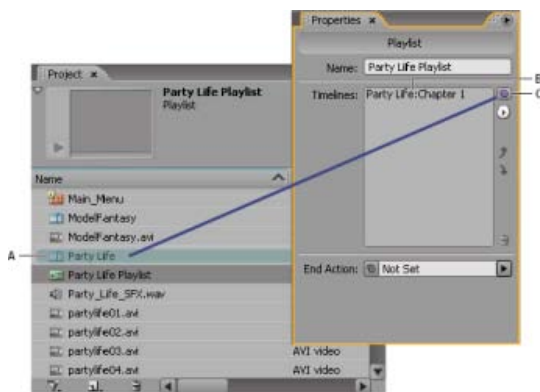 Properties
Playlist
Name: Party Life Playlist
Timelines: Party Life:Chapter 1
End Action: Not Set
Project
Party Life Playlist
Playlist
Name
Main_Menu
ModelFantasy
ModelFantasy.avi
Party Life
Party Life Playlist
Party_Life_SFX.wav
partylife01.avi
partylife02.avi
partylife03.avi AVI video
partylife04.avi AVI video
A
B
C